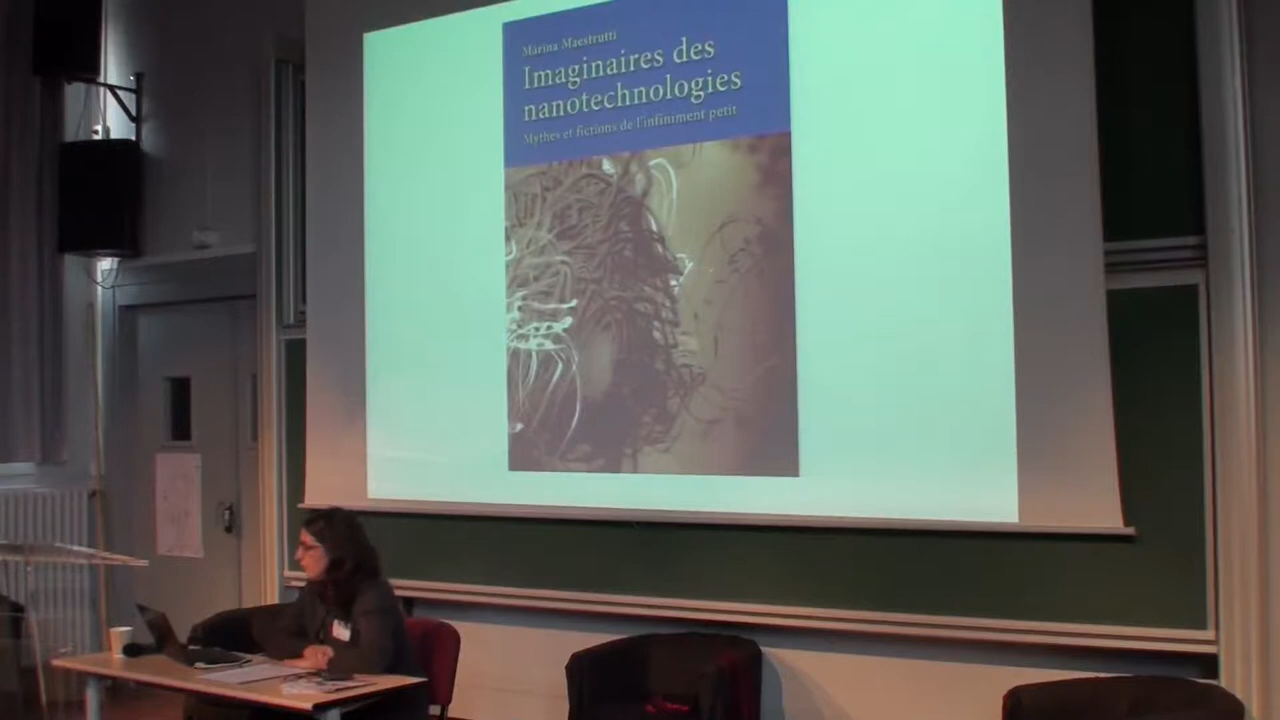 Marina Maestrutti
Imaginaires des
nanotechnologies
Mythes et fictions de l'infiniment petit